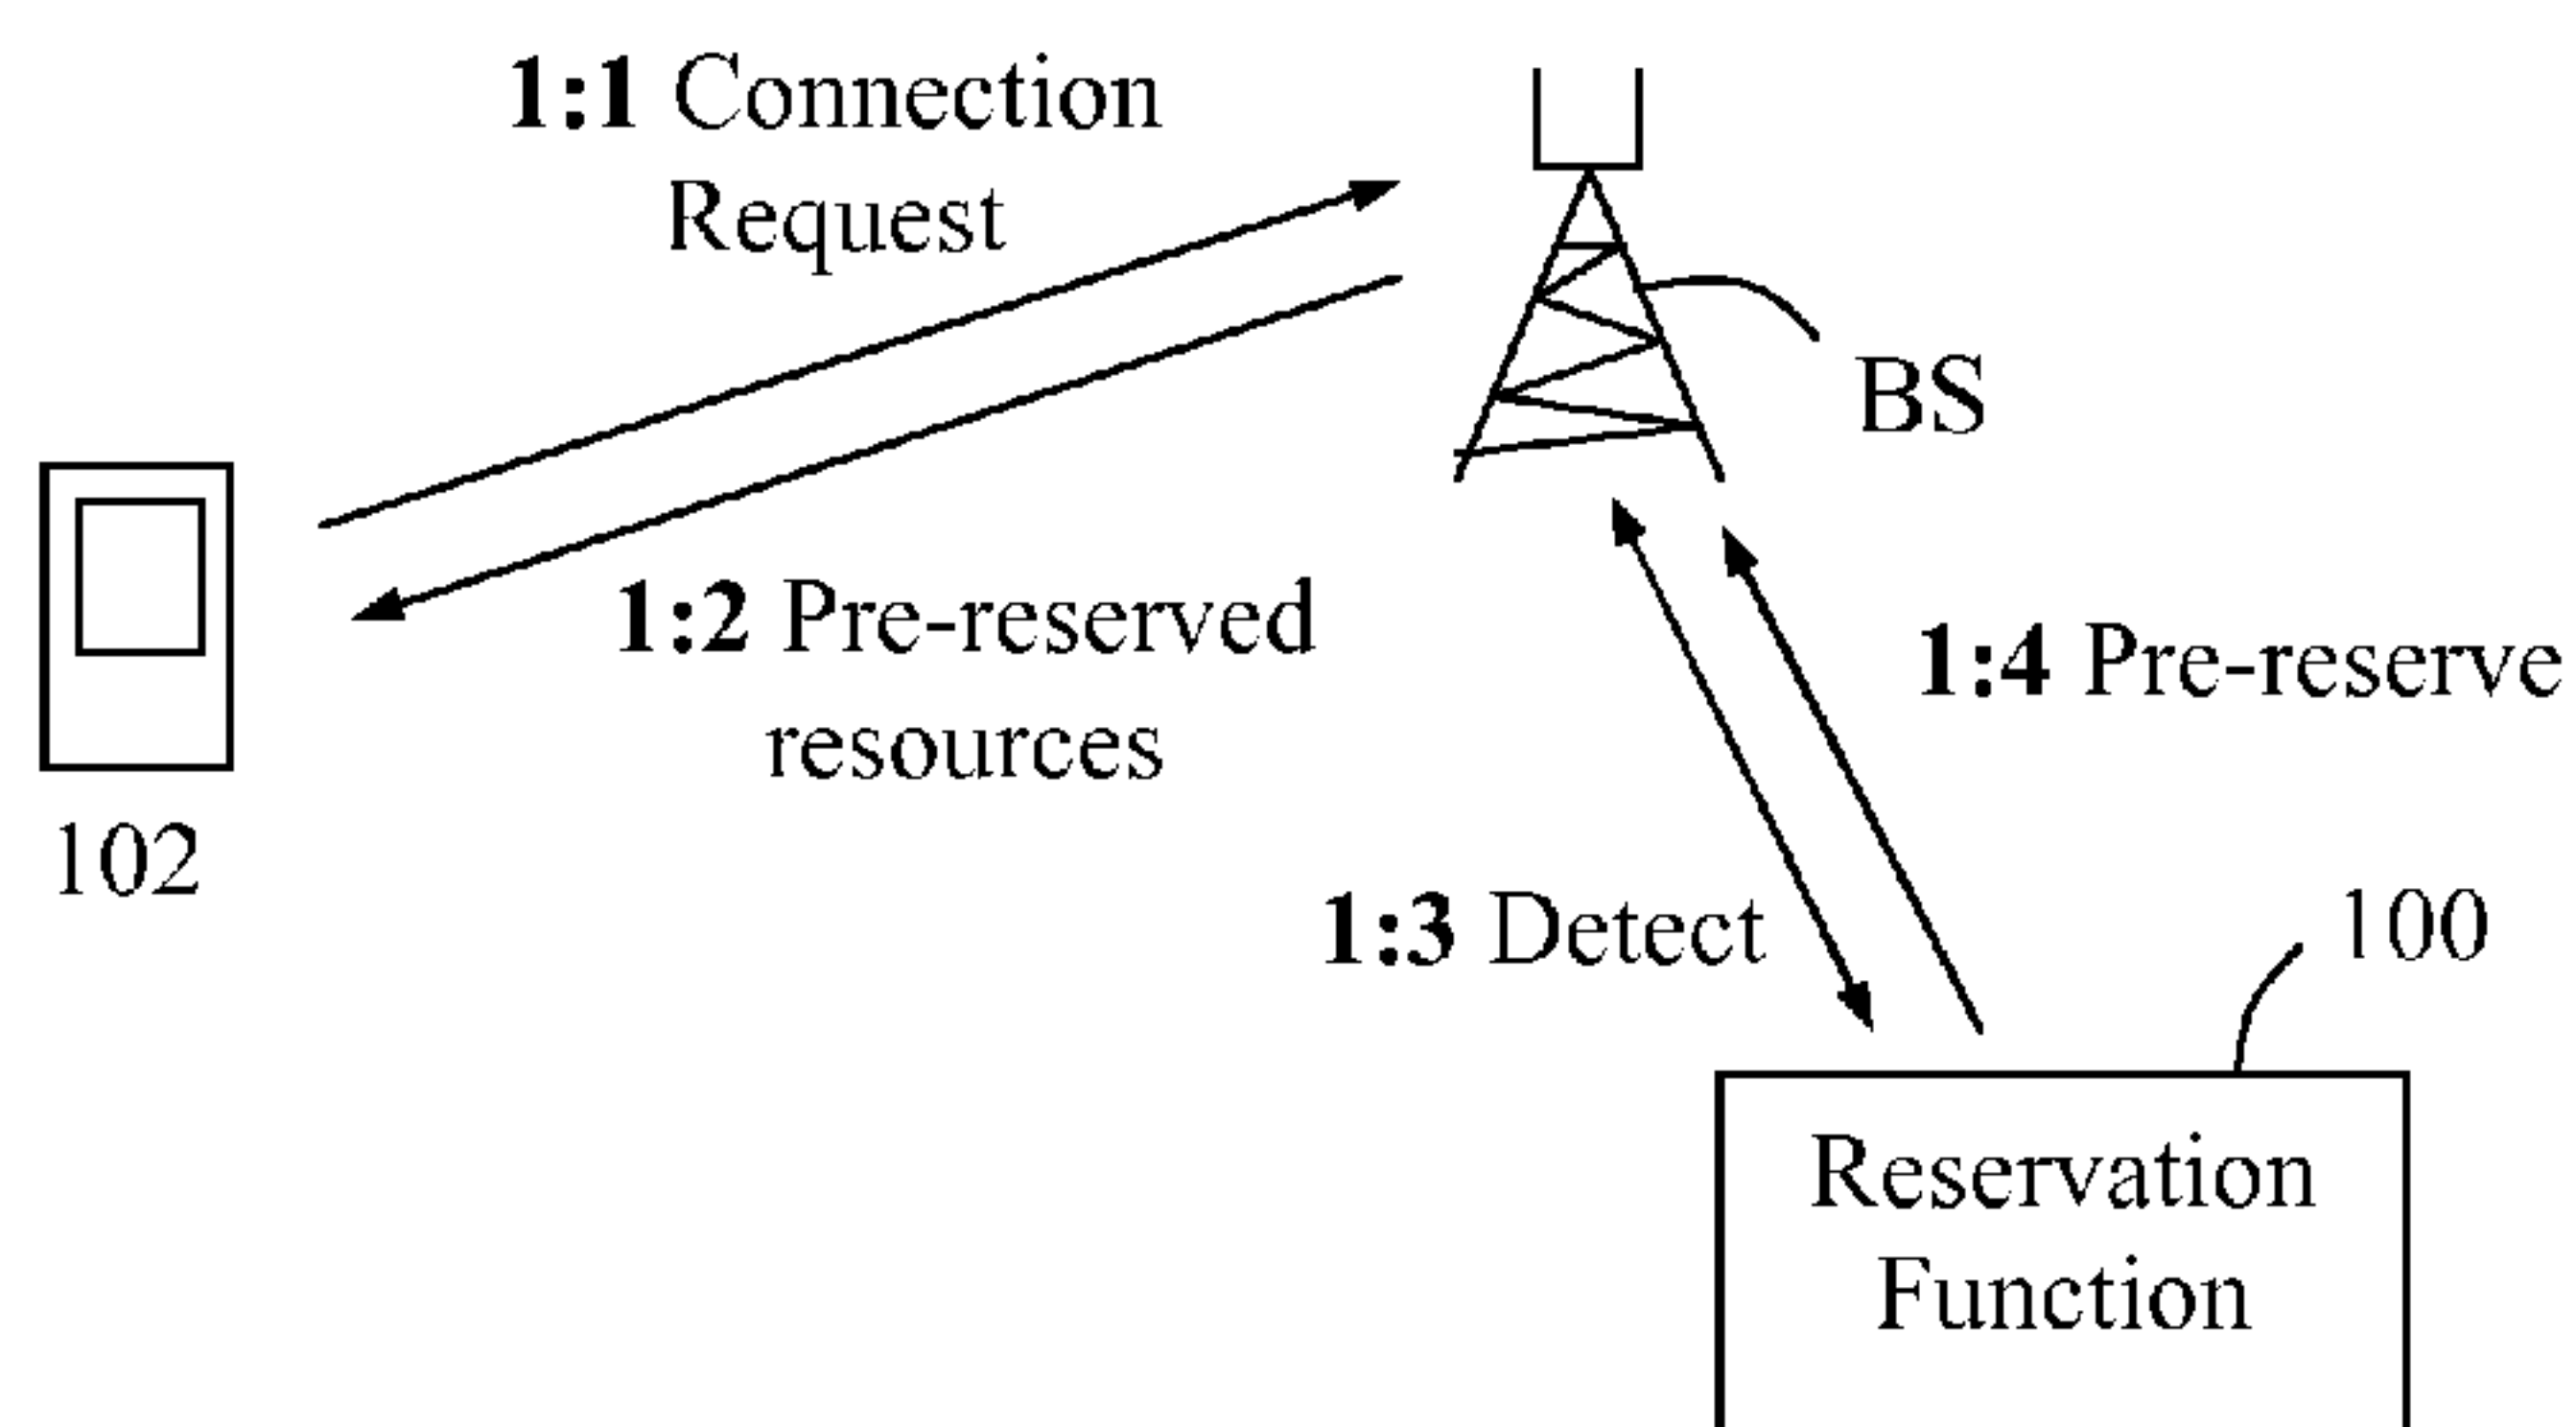 1:1 Connection
Request
BS
1:2 Pre-reserved
resources
1:4 Pre-reserve
102
1:3 Detect
100
Reservation
Function